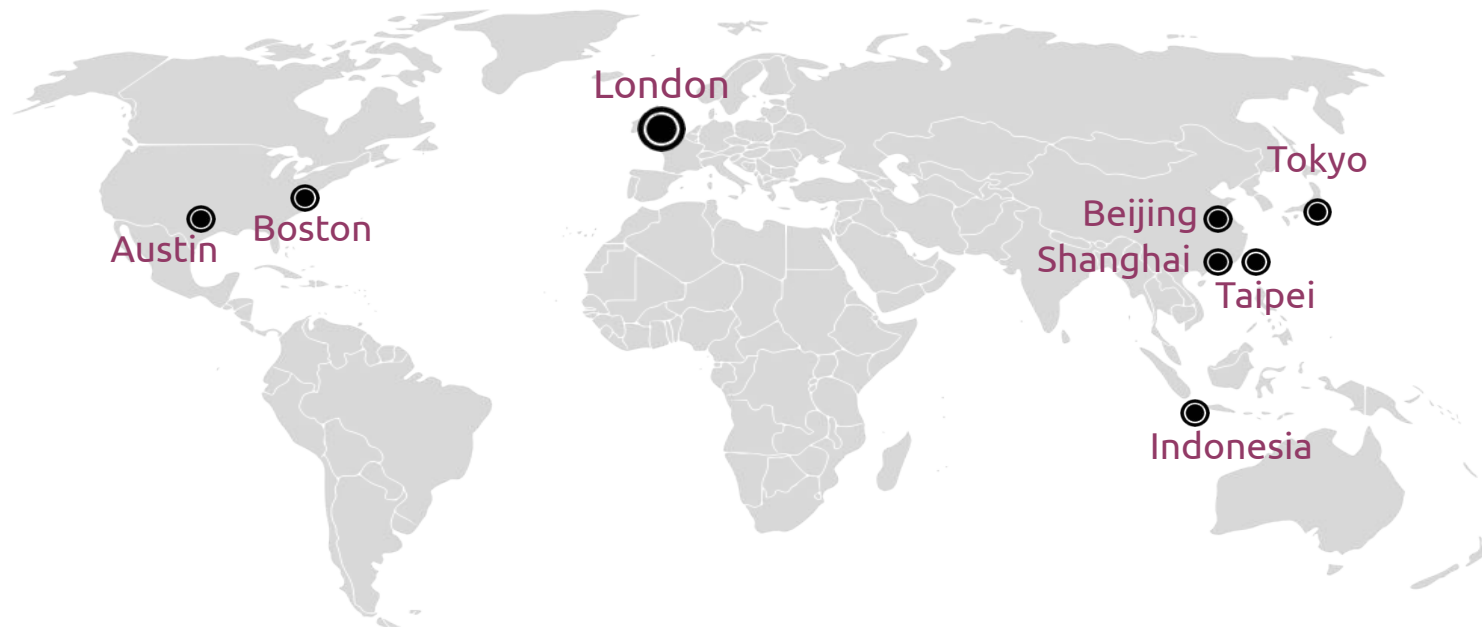 London
Tokyo
Beijing
Boston
Austin
Shanghai
Taipei
Indonesia